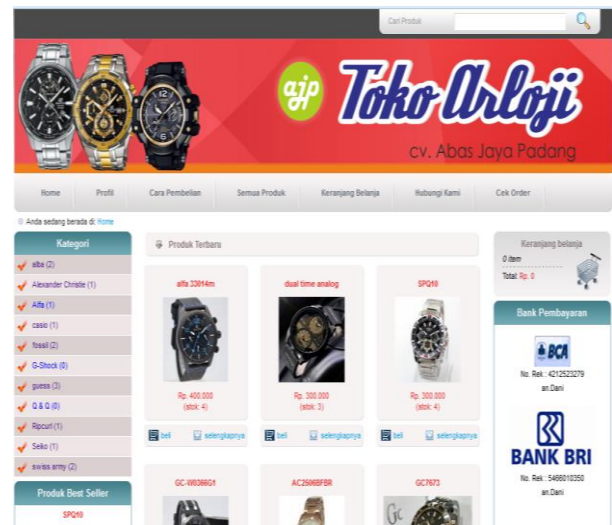 Cari Produk
ajp
Toko Arloji
cv. Abas Jaya Padang
Home
Profil
Cara Pembelian
Semua Produk
Keranjang Belanja
Hubungi Kami
Cek Order
Anda sedang berada di: Home
Kategori
alba (2)
Alexander Christie (1)
Alfa (1)
casio (1)
fossil (2)
G-Shock (0)
guess (3)
Q & Q (0)
Ripcurl (1)
Seiko (1)
swiss army (2)
Produk Best Seller
SPQ10
Produk Terbaru
alfa 33014m
dual time analog
SPQ10
Rp. 400.000
(stok: 4)
Rp. 300.000
(stok: 3)
Rp. 300.000
(stok: 4)
beli
selengkapnya
beli
selengkapnya
beli
selengkapnya
GC-W0366G1
AC2506BFBR
GC7673
Gc
Keranjang belanja
0 item
Total: Rp. 0
Bank Pembayaran
BCA
No. Rek : 4212523279
an.Dani
BANK BRI
No. Rek : 5466010350
an.Dani